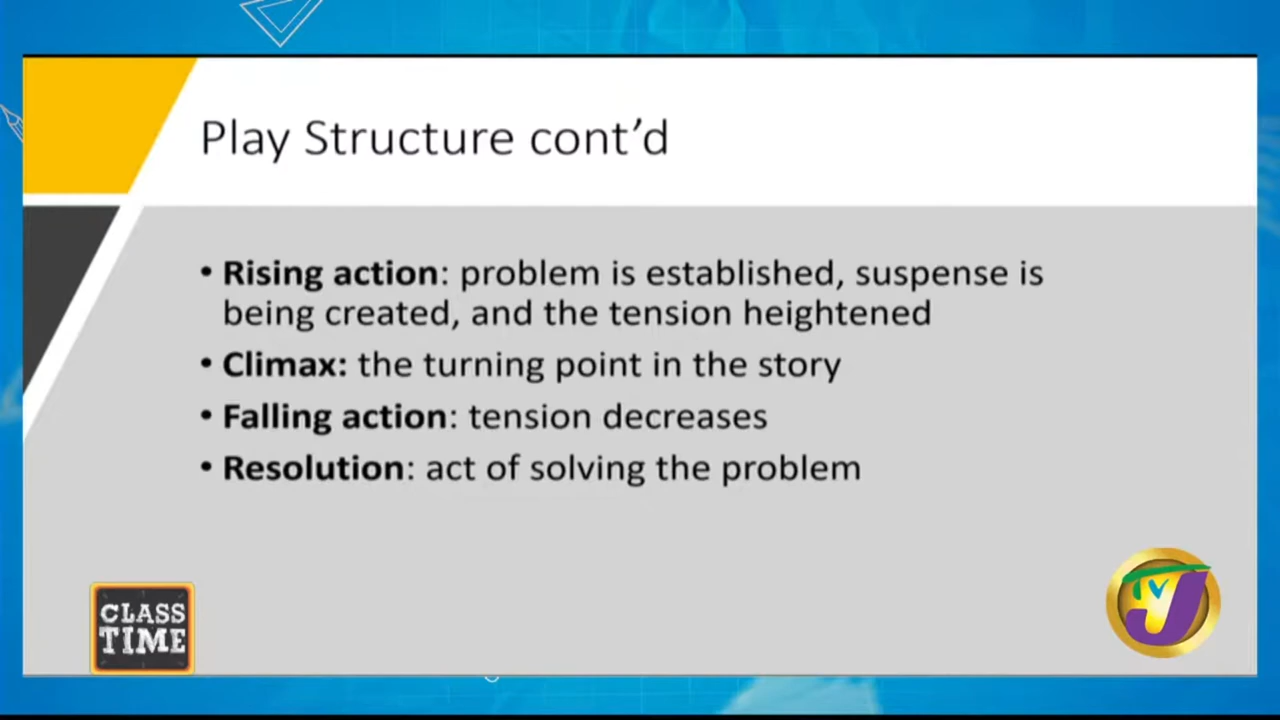 Play Structure cont’d
• Rising action: problem is established, suspense is
being created, and the tension heightened
• Climax: the turning point in the story
• Falling action: tension decreases
• Resolution: act of solving the problem
CLASS
TIME
TVJ